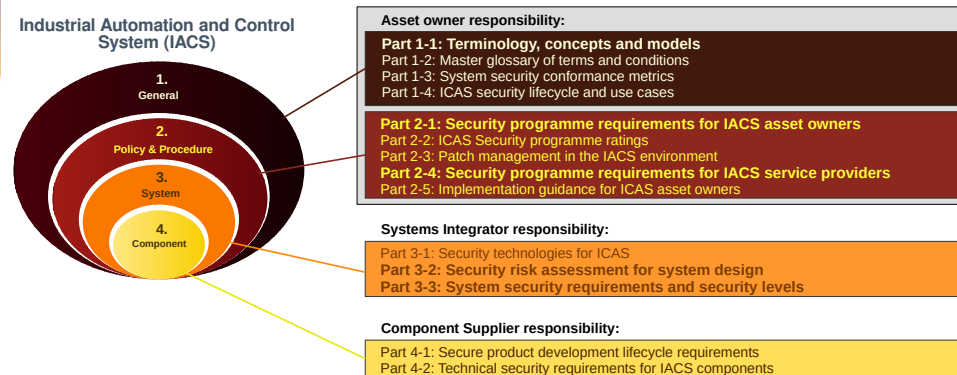 Industrial Automation and Control
System (IACS)
1.
General
2.
Policy & Procedure
3.
System
4.
Component
Asset owner responsibility:
Part 1-1: Terminology, concepts and models
Part 1-2: Master glossary of terms and conditions
Part 1-3: System security conformance metrics
Part 1-4: ICAS security lifecycle and use cases
Part 2-1: Security programme requirements for IACS asset owners
Part 2-2: ICAS Security programme ratings
Part 2-3: Patch management in the IACS environment
Part 2-4: Security programme requirements for IACS service providers
Part 2-5: Implementation guidance for ICAS asset owners
Systems Integrator responsibility:
Part 3-1: Security technologies for ICAS
Part 3-2: Security risk assessment for system design
Part 3-3: System security requirements and security levels
Component Supplier responsibility:
Part 4-1: Secure product development lifecycle requirements
Part 4-2: Technical security requirements for IACS components